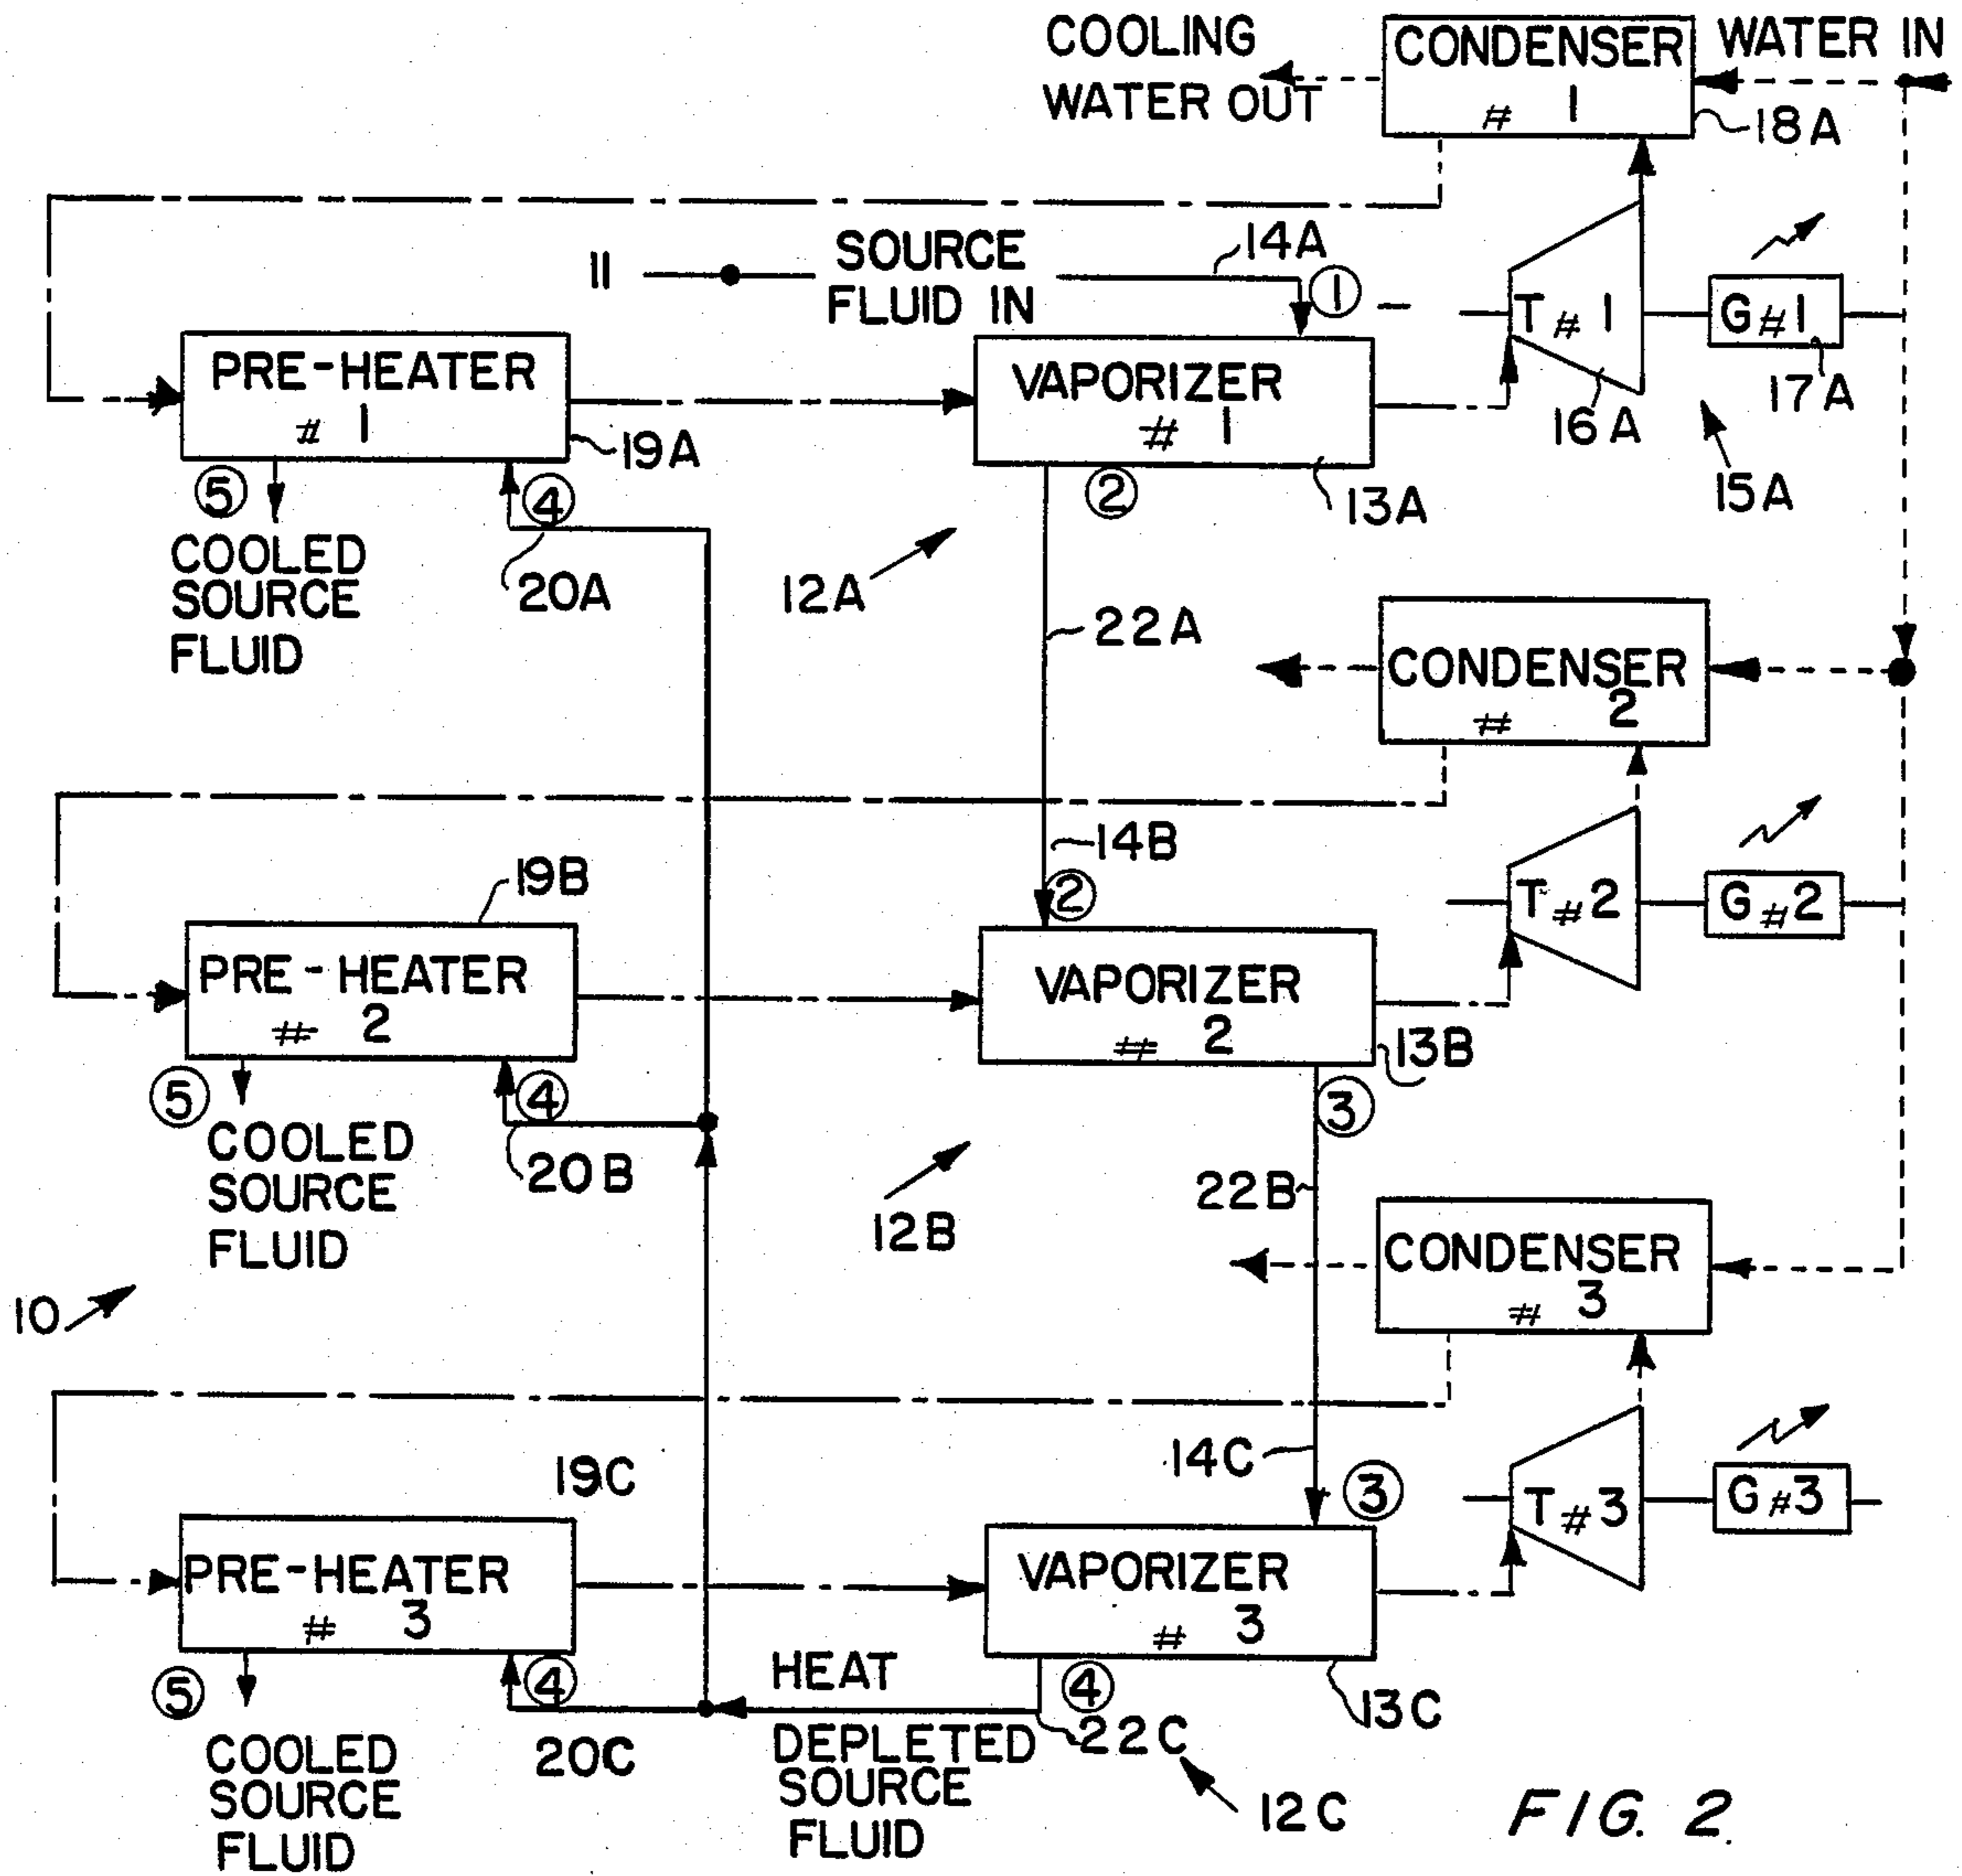 COOLING
WATER OUT
CONDENSER
# 1
WATER IN
18A
11
SOURCE
FLUID IN
14A
①
T # 1
G # 1
17A
16A
15A
PRE-HEATER
# 1
19A
VAPORIZER
# 1
13A
⑤
④
②
COOLED
SOURCE
FLUID
20A
12A
22A
CONDENSER
# 2
14B
②
19B
T # 2
G # 2
PRE-HEATER
# 2
VAPORIZER
# 2
13B
⑤
④
③
COOLED
SOURCE
FLUID
20B
12B
22B
CONDENSER
# 3
10
14C
③
19C
T # 3
G # 3
PRE-HEATER
# 3
VAPORIZER
# 3
13C
⑤
④
HEAT
DEPLETED
SOURCE
FLUID
④
22C
20C
COOLED
SOURCE
FLUID
12C
FIG. 2